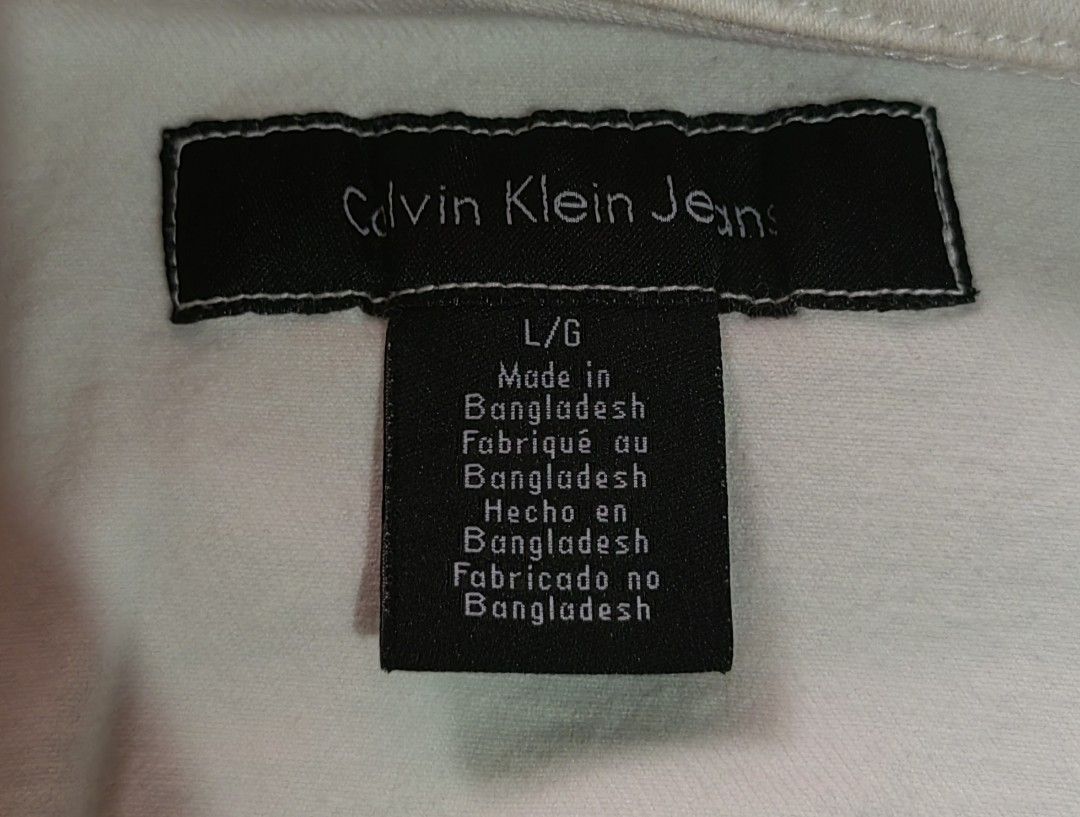 Calvin Klein Jeans
L/G
Made in
Bangladesh
Fabriqué au
Bangladesh
Hecho en
Bangladesh
Fabricado no
Bangladesh